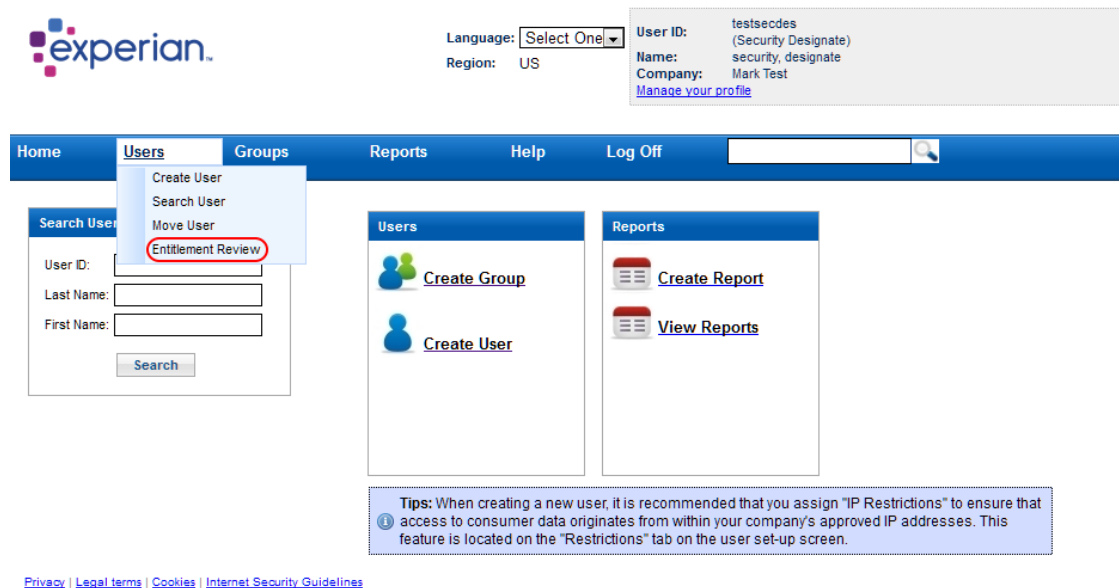 experian™
Language: Select One
Region: US
User ID: testsecdes
(Security Designate)
Name: security, designate
Company: Mark Test
Manage your profile
Home Users Groups Reports Help Log Off
Create User
Search User
Move User
Entitlement Review
Search User
User ID:
Last Name:
First Name:
Search
Users
Create Group
Create User
Reports
Create Report
View Reports
Tips: When creating a new user, it is recommended that you assign "IP Restrictions" to ensure that
access to consumer data originates from within your company's approved IP addresses. This
feature is located on the "Restrictions" tab on the user set-up screen.
Privacy | Legal terms | Cookies | Internet Security Guidelines